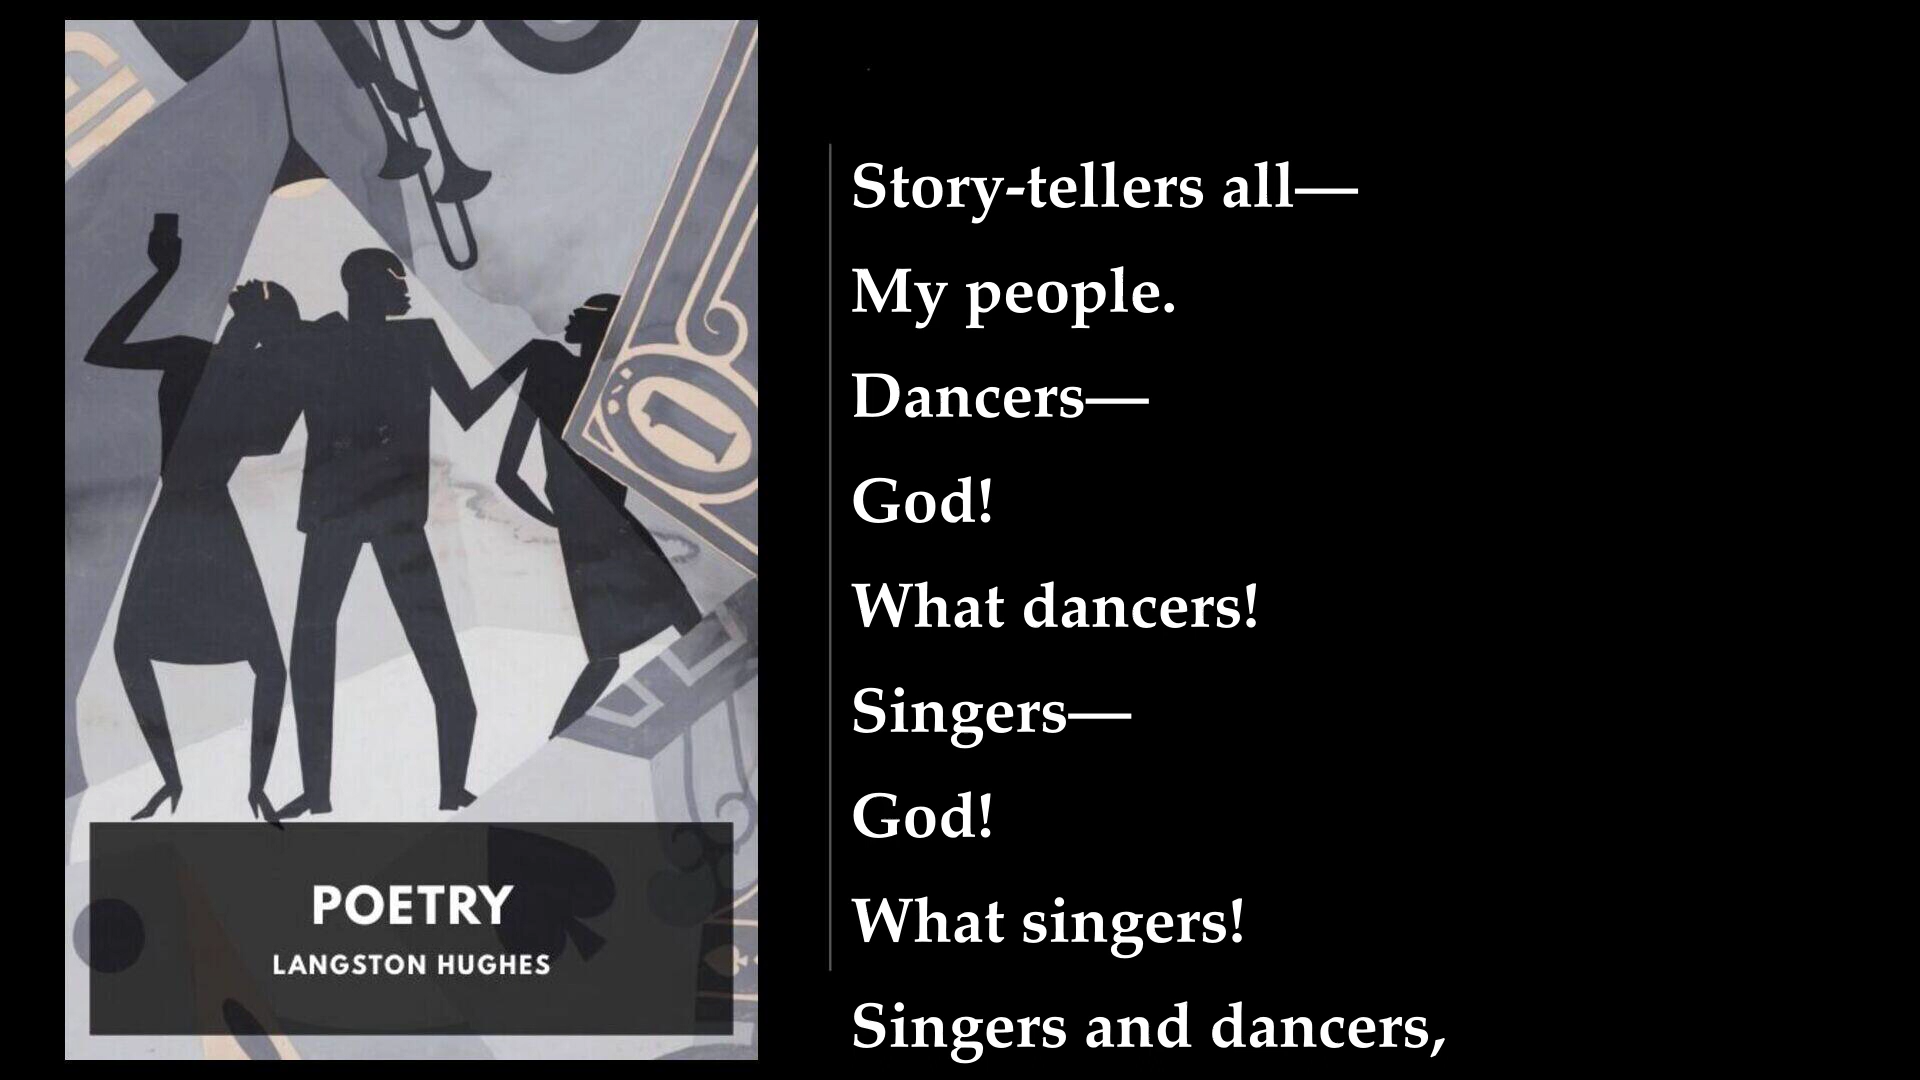 POETRY
LANGSTON HUGHES
Story-tellers all—
My people.
Dancers—
God!
What dancers!
Singers—
God!
What singers!
Singers and dancers,